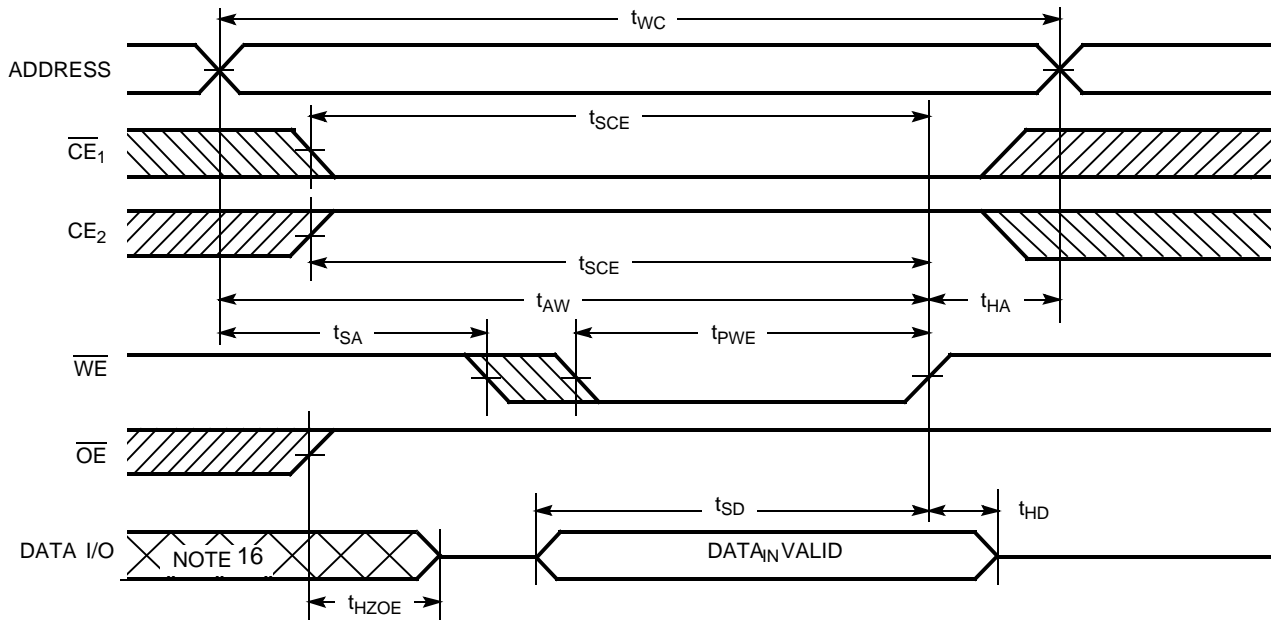 tWC
ADDRESS
tSCE
CE1
CE2
tSCE
tAW
tHA
tSA
tPWE
WE
OE
tSD
tHD
DATA I/O
NOTE 16
DATAIN VALID
tHZOE